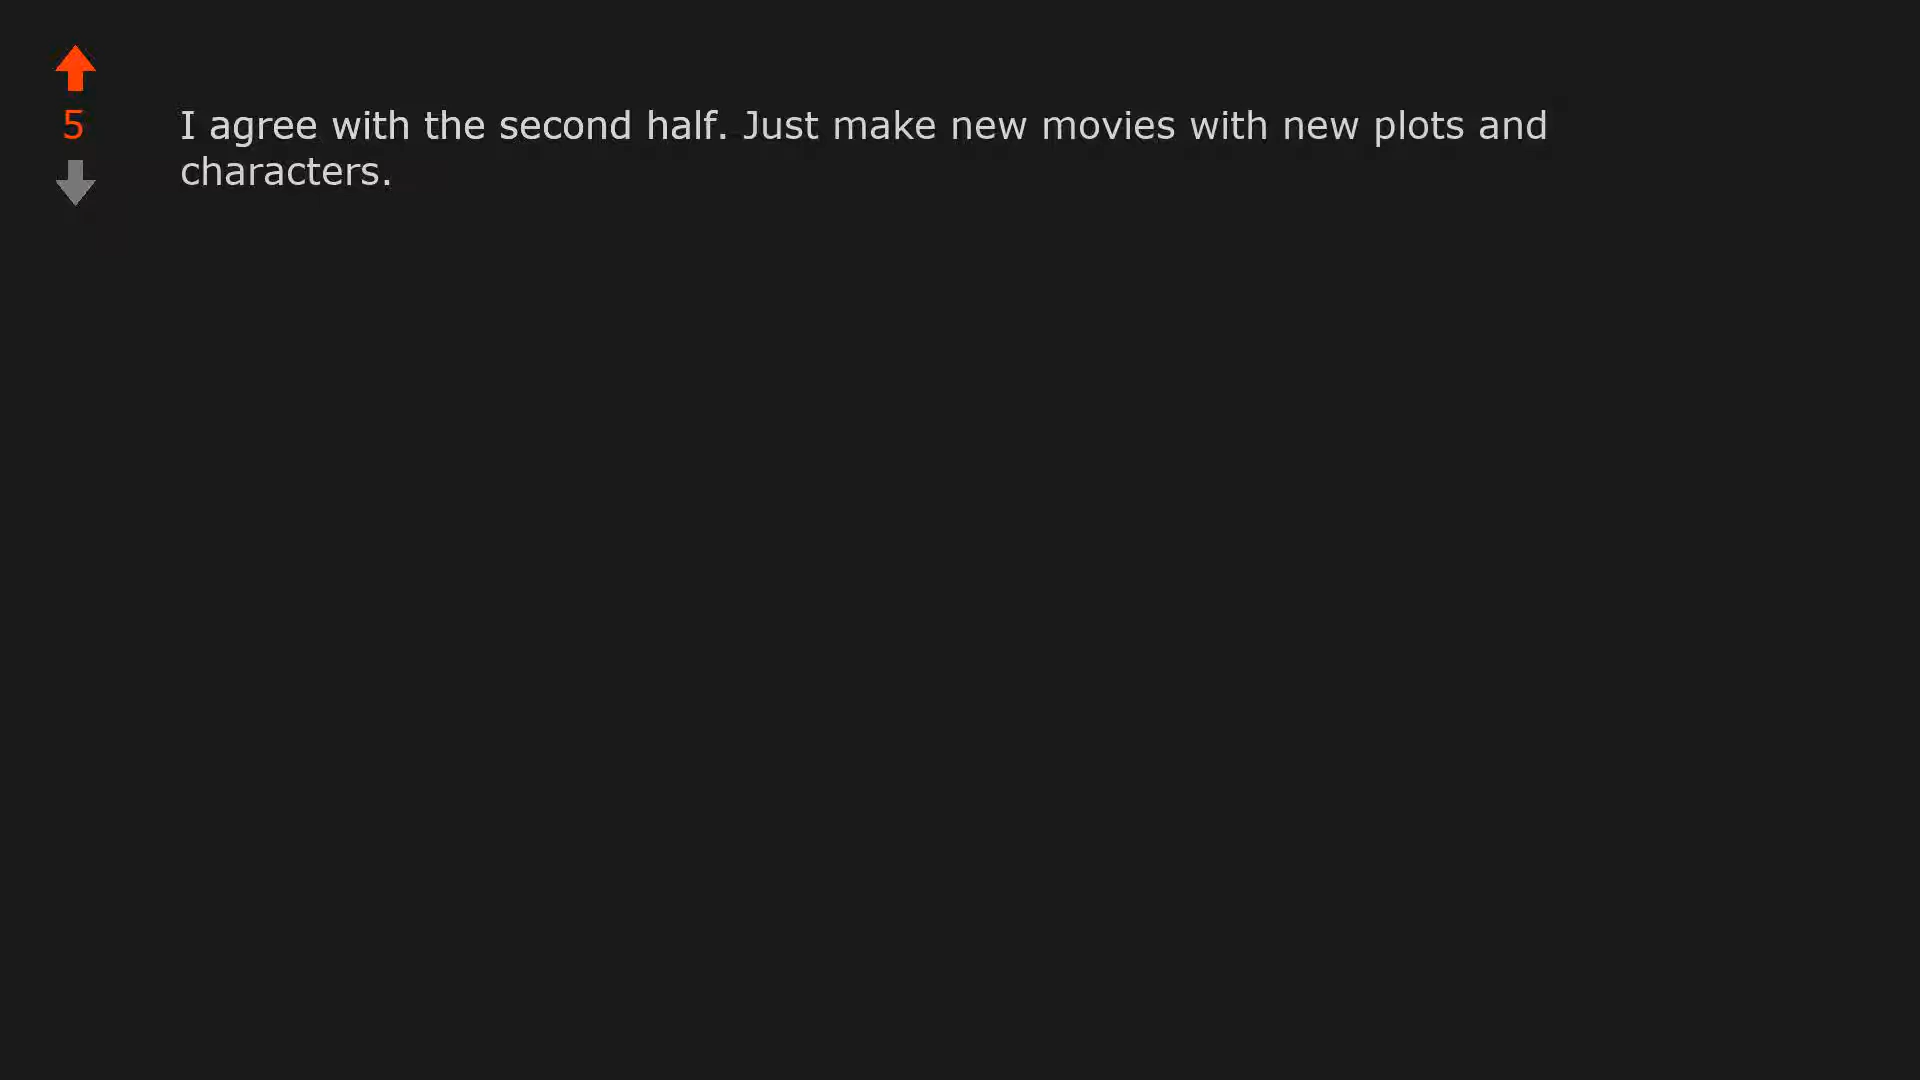 5
I agree with the second half. Just make new movies with new plots and
characters.